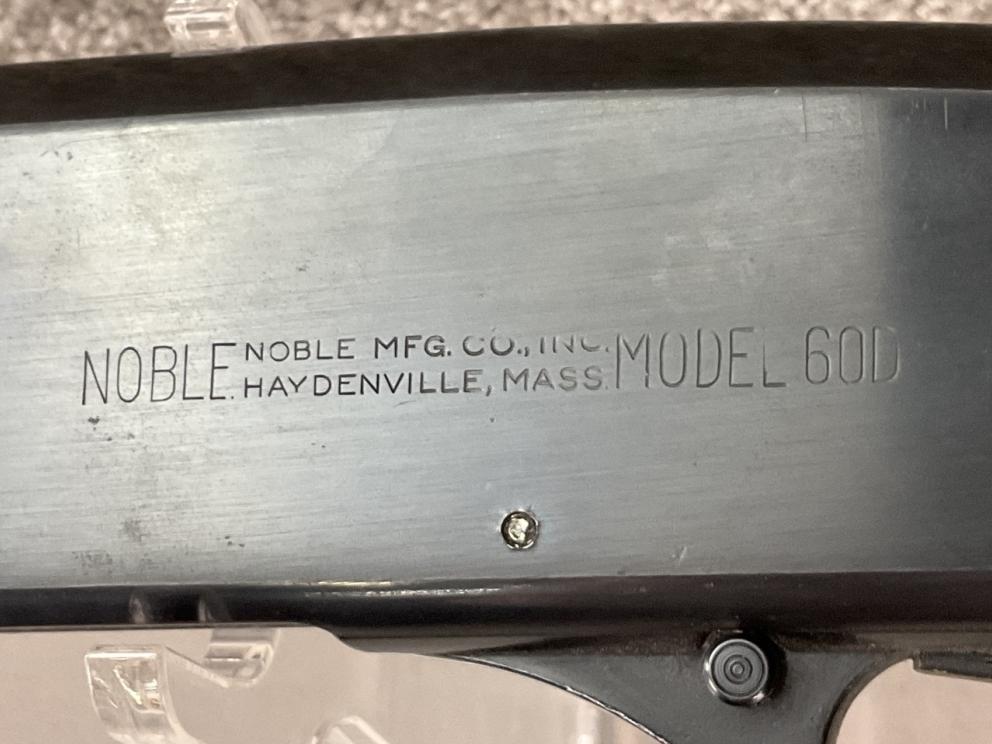 NOBLE.
NOBLE MFG. CO., INC.
HAYDENVILLE, MASS.
MODEL 60D